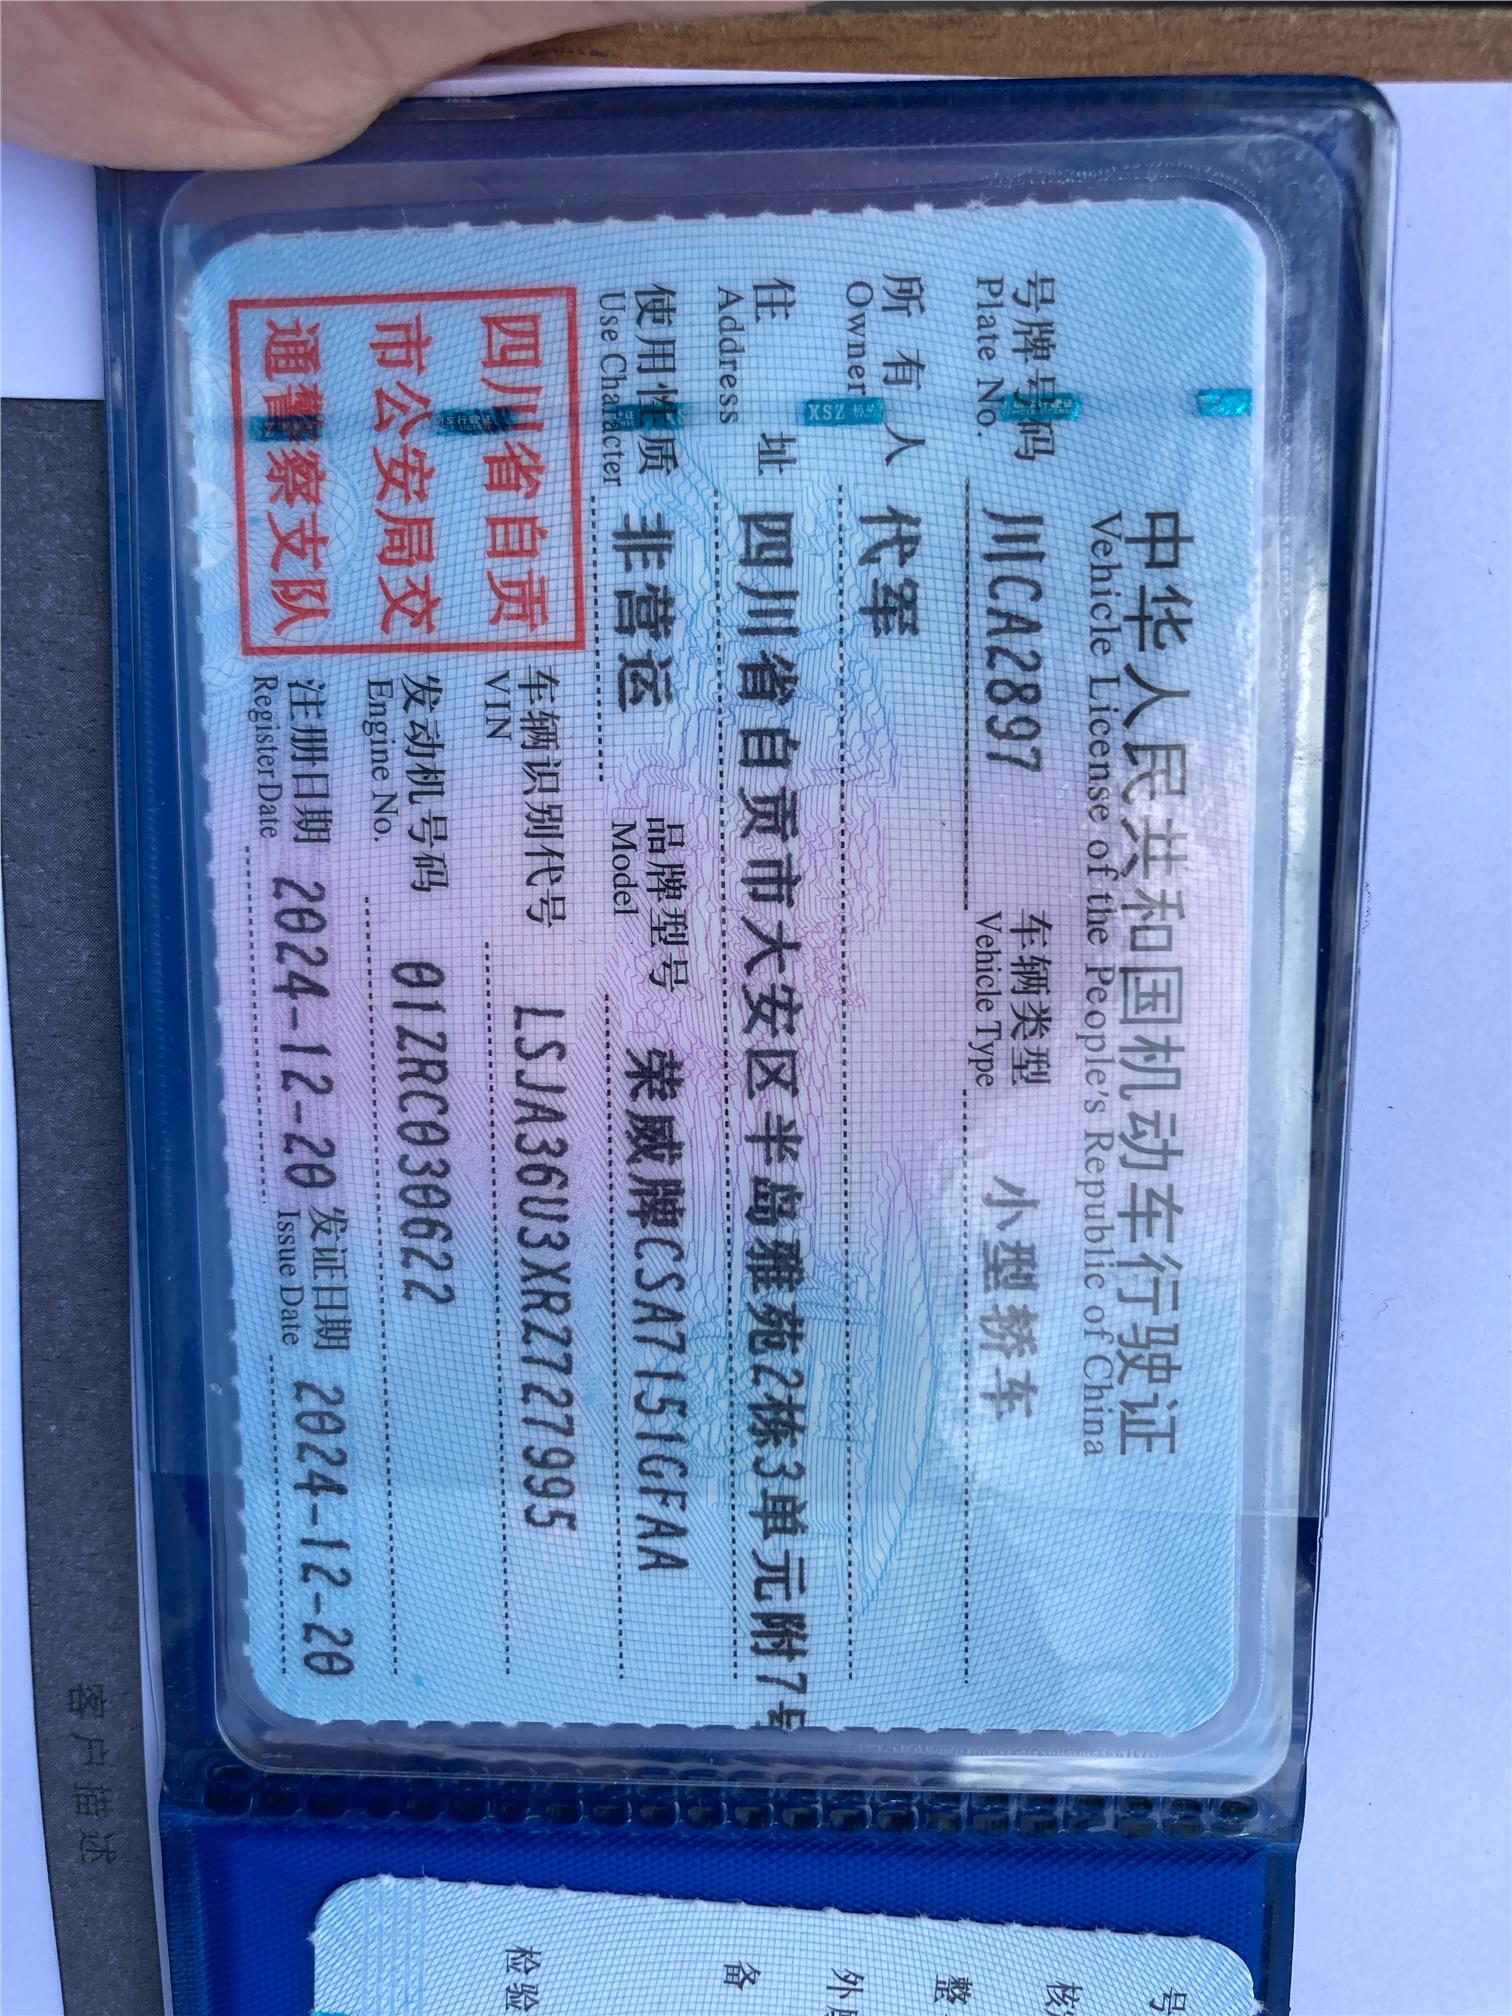 中华人民共和国机动车行驶证
Vehicle License of the People's Republic of China
号牌号码 川CA2897 车辆类型 小型轿车
Plate No. Vehicle Type
所有人 代军
Owner
住址 四川省自贡市大安区半岛雅苑2栋3单元附7号
Address
使用性质 非营运 品牌型号 荣威牌CSA7151GFAA
Use Character Model
四川省自贡
市公安局交
通警察支队
车辆识别代号 LSJA36U3XRZ727995
VIN
发动机号码 01ZRC030622
Engine No.
注册日期 2024-12-20 发证日期 2024-12-20
Register Date Issue Date
号
核
整
外
备
检验
客户描述